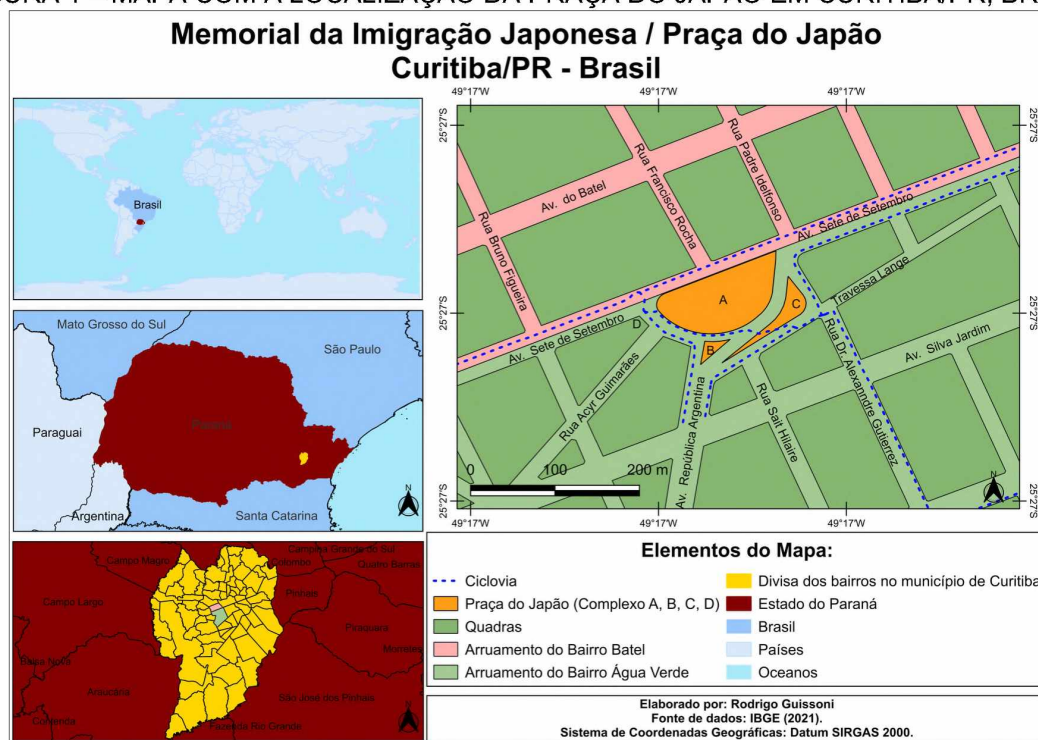 Memorial da Imigração Japonesa / Praça do Japão
Curitiba/PR - Brasil
Brasil
Mato Grosso do Sul
São Paulo
Paraguai
Paraná
Argentina
Santa Catarina
N
Campo Magro
Campina Grande do Sul
Colombo
Quatro Barras
Campo Largo
Pinhais
Piraquara
Morretes
Balsa Nova
Araucária
São José dos Pinhais
Contenda
Fazenda Rio Grande
N
49°17'W
49°17'W
49°17'W
25°27'S
25°27'S
25°27'S
25°27'S
25°27'S
25°27'S
Rua Padre Idelfonso
Rua Francisco Rocha
Av. do Batel
Rua Bruno Figueira
Av. Sete de Setembro
Travessa Lange
A
C
D
B
Av. Sete de Setembro
Av. Silva Jardim
Rua Acyr Guimarães
Rua Dr. Alexanndre Gutierrez
Rua Sait Hilaire
Av. República Argentina
0 100 200 m
N
49°17'W
49°17'W
49°17'W
Elementos do Mapa:
Ciclovia
Praça do Japão (Complexo A, B, C, D)
Quadras
Arruamento do Bairro Batel
Arruamento do Bairro Água Verde
Divisa dos bairros no município de Curitiba
Estado do Paraná
Brasil
Países
Oceanos
Elaborado por: Rodrigo Guissoni
Fonte de dados: IBGE (2021).
Sistema de Coordenadas Geográficas: Datum SIRGAS 2000.